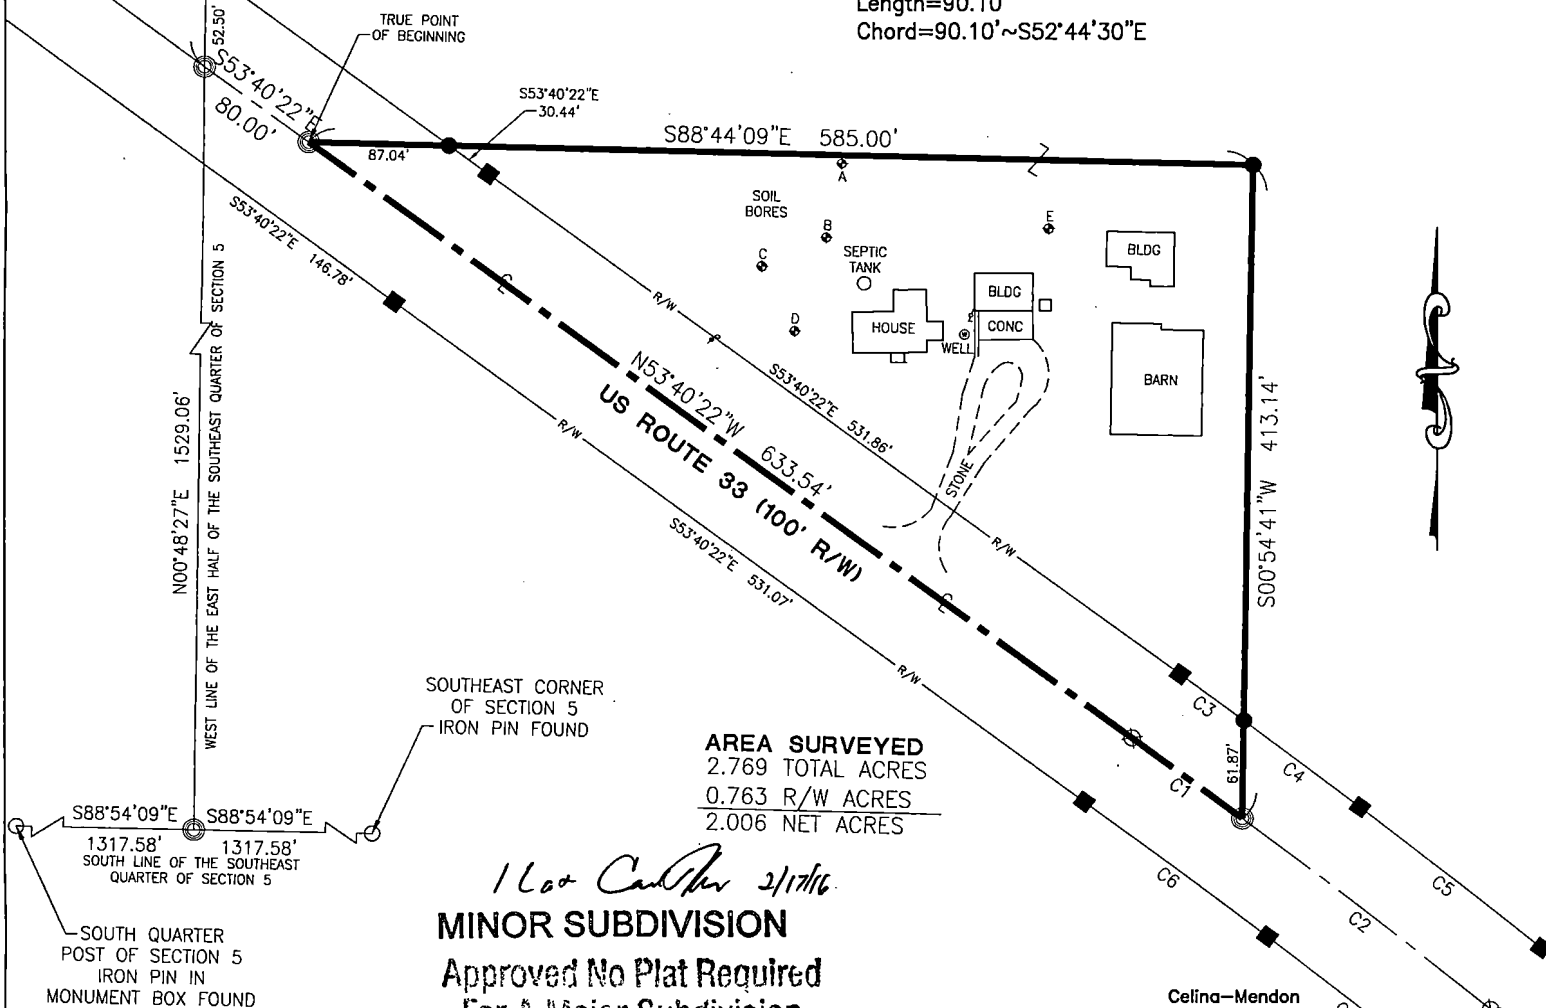 Length=90.10'
Chord=90.10'~S52°44'30"E
52.50'
TRUE POINT
OF BEGINNING
S53°40'22"E
80.00'
S53°40'22"E
30.44'
87.04'
S88°44'09"E 585.00'
A
SOIL
BORES
B
C
D
E
SEPTIC
TANK
HOUSE
WELL
W
BLDG
CONC
BLDG
BARN
STONE
S53°40'22"E 146.78'
R/W
S53°40'22"E 531.86'
R/W
N53°40'22"W 633.54'
US ROUTE 33 (100' R/W)
R/W
S53°40'22"E 531.07'
R/W
S00°54'41"W 413.14'
61.87'
N00°48'27"E 1529.06'
WEST LINE OF THE EAST HALF OF THE SOUTHEAST QUARTER OF SECTION 5
C1
C2
C3
C4
C5
C6
SOUTHEAST CORNER
OF SECTION 5
IRON PIN FOUND
S88°54'09"E S88°54'09"E
1317.58' 1317.58'
SOUTH LINE OF THE SOUTHEAST
QUARTER OF SECTION 5
SOUTH QUARTER
POST OF SECTION 5
IRON PIN IN
MONUMENT BOX FOUND
AREA SURVEYED
2.769 TOTAL ACRES
0.763 R/W ACRES
2.006 NET ACRES
2/17/16
MINOR SUBDIVISION
Approved No Plat Required
For A Major Subdivision
Celina-Mendon